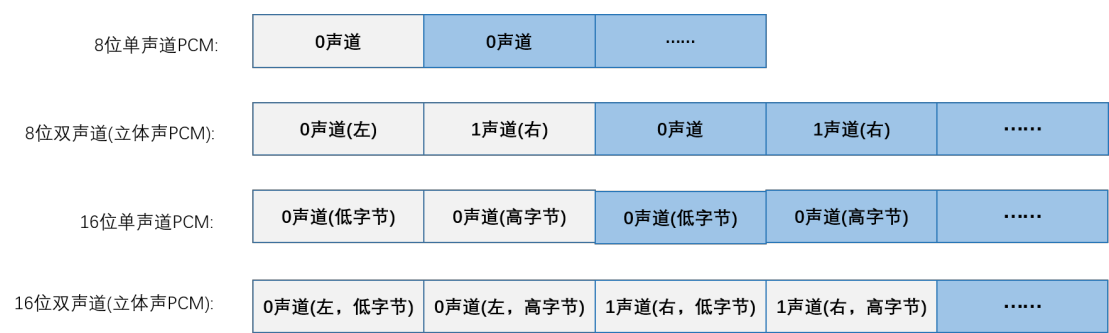 8位单声道PCM: 0声道 0声道 ......
8位双声道(立体声PCM): 0声道(左) 1声道(右) 0声道 1声道(右) ......
16位单声道PCM: 0声道(低字节) 0声道(高字节) 0声道(低字节) 0声道(高字节) ......
16位双声道(立体声PCM): 0声道(左，低字节) 0声道(左，高字节) 1声道(右，低字节) 1声道(右，高字节) ......